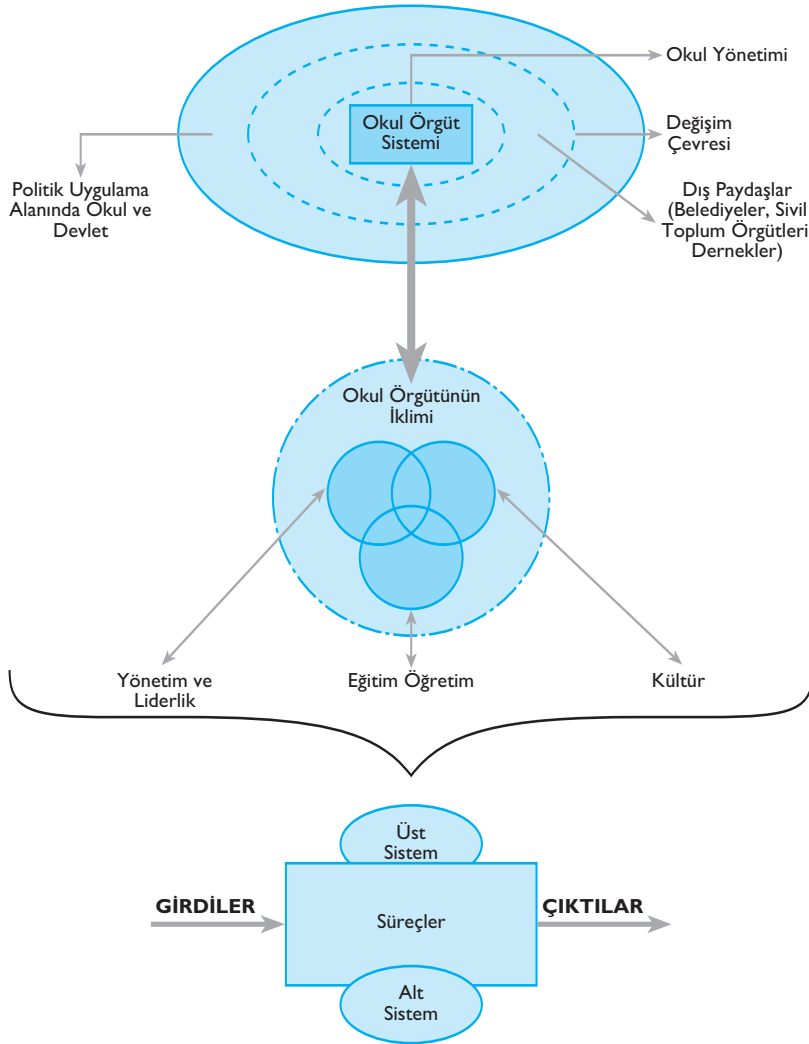 Okul Yönetimi
Okul Örgüt
Sistemi
Değişim
Çevresi
Politik Uygulama
Alanında Okul ve
Devlet
Dış Paydaşlar
(Belediyeler, Sivil
Toplum Örgütleri
Dernekler)
Okul Örgütünün
İklimi
Yönetim ve
Liderlik
Eğitim Öğretim
Kültür
Üst
Sistem
GİRDİLER
Süreçler
ÇIKTILAR
Alt
Sistem